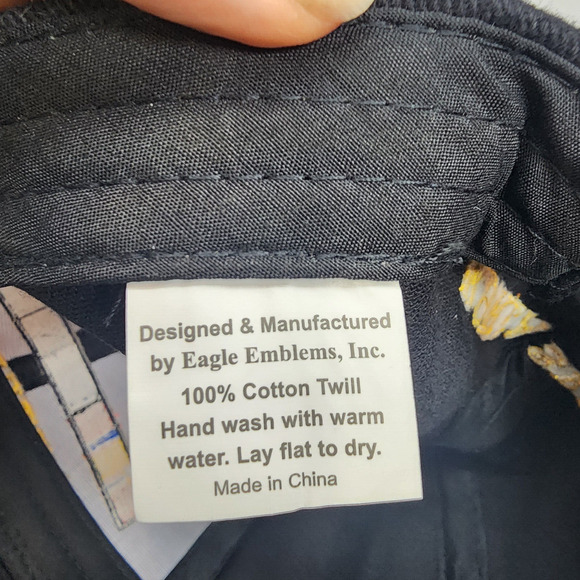 Designed & Manufactured
by Eagle Emblems, Inc.
100% Cotton Twill
Hand wash with warm
water. Lay flat to dry.
Made in China